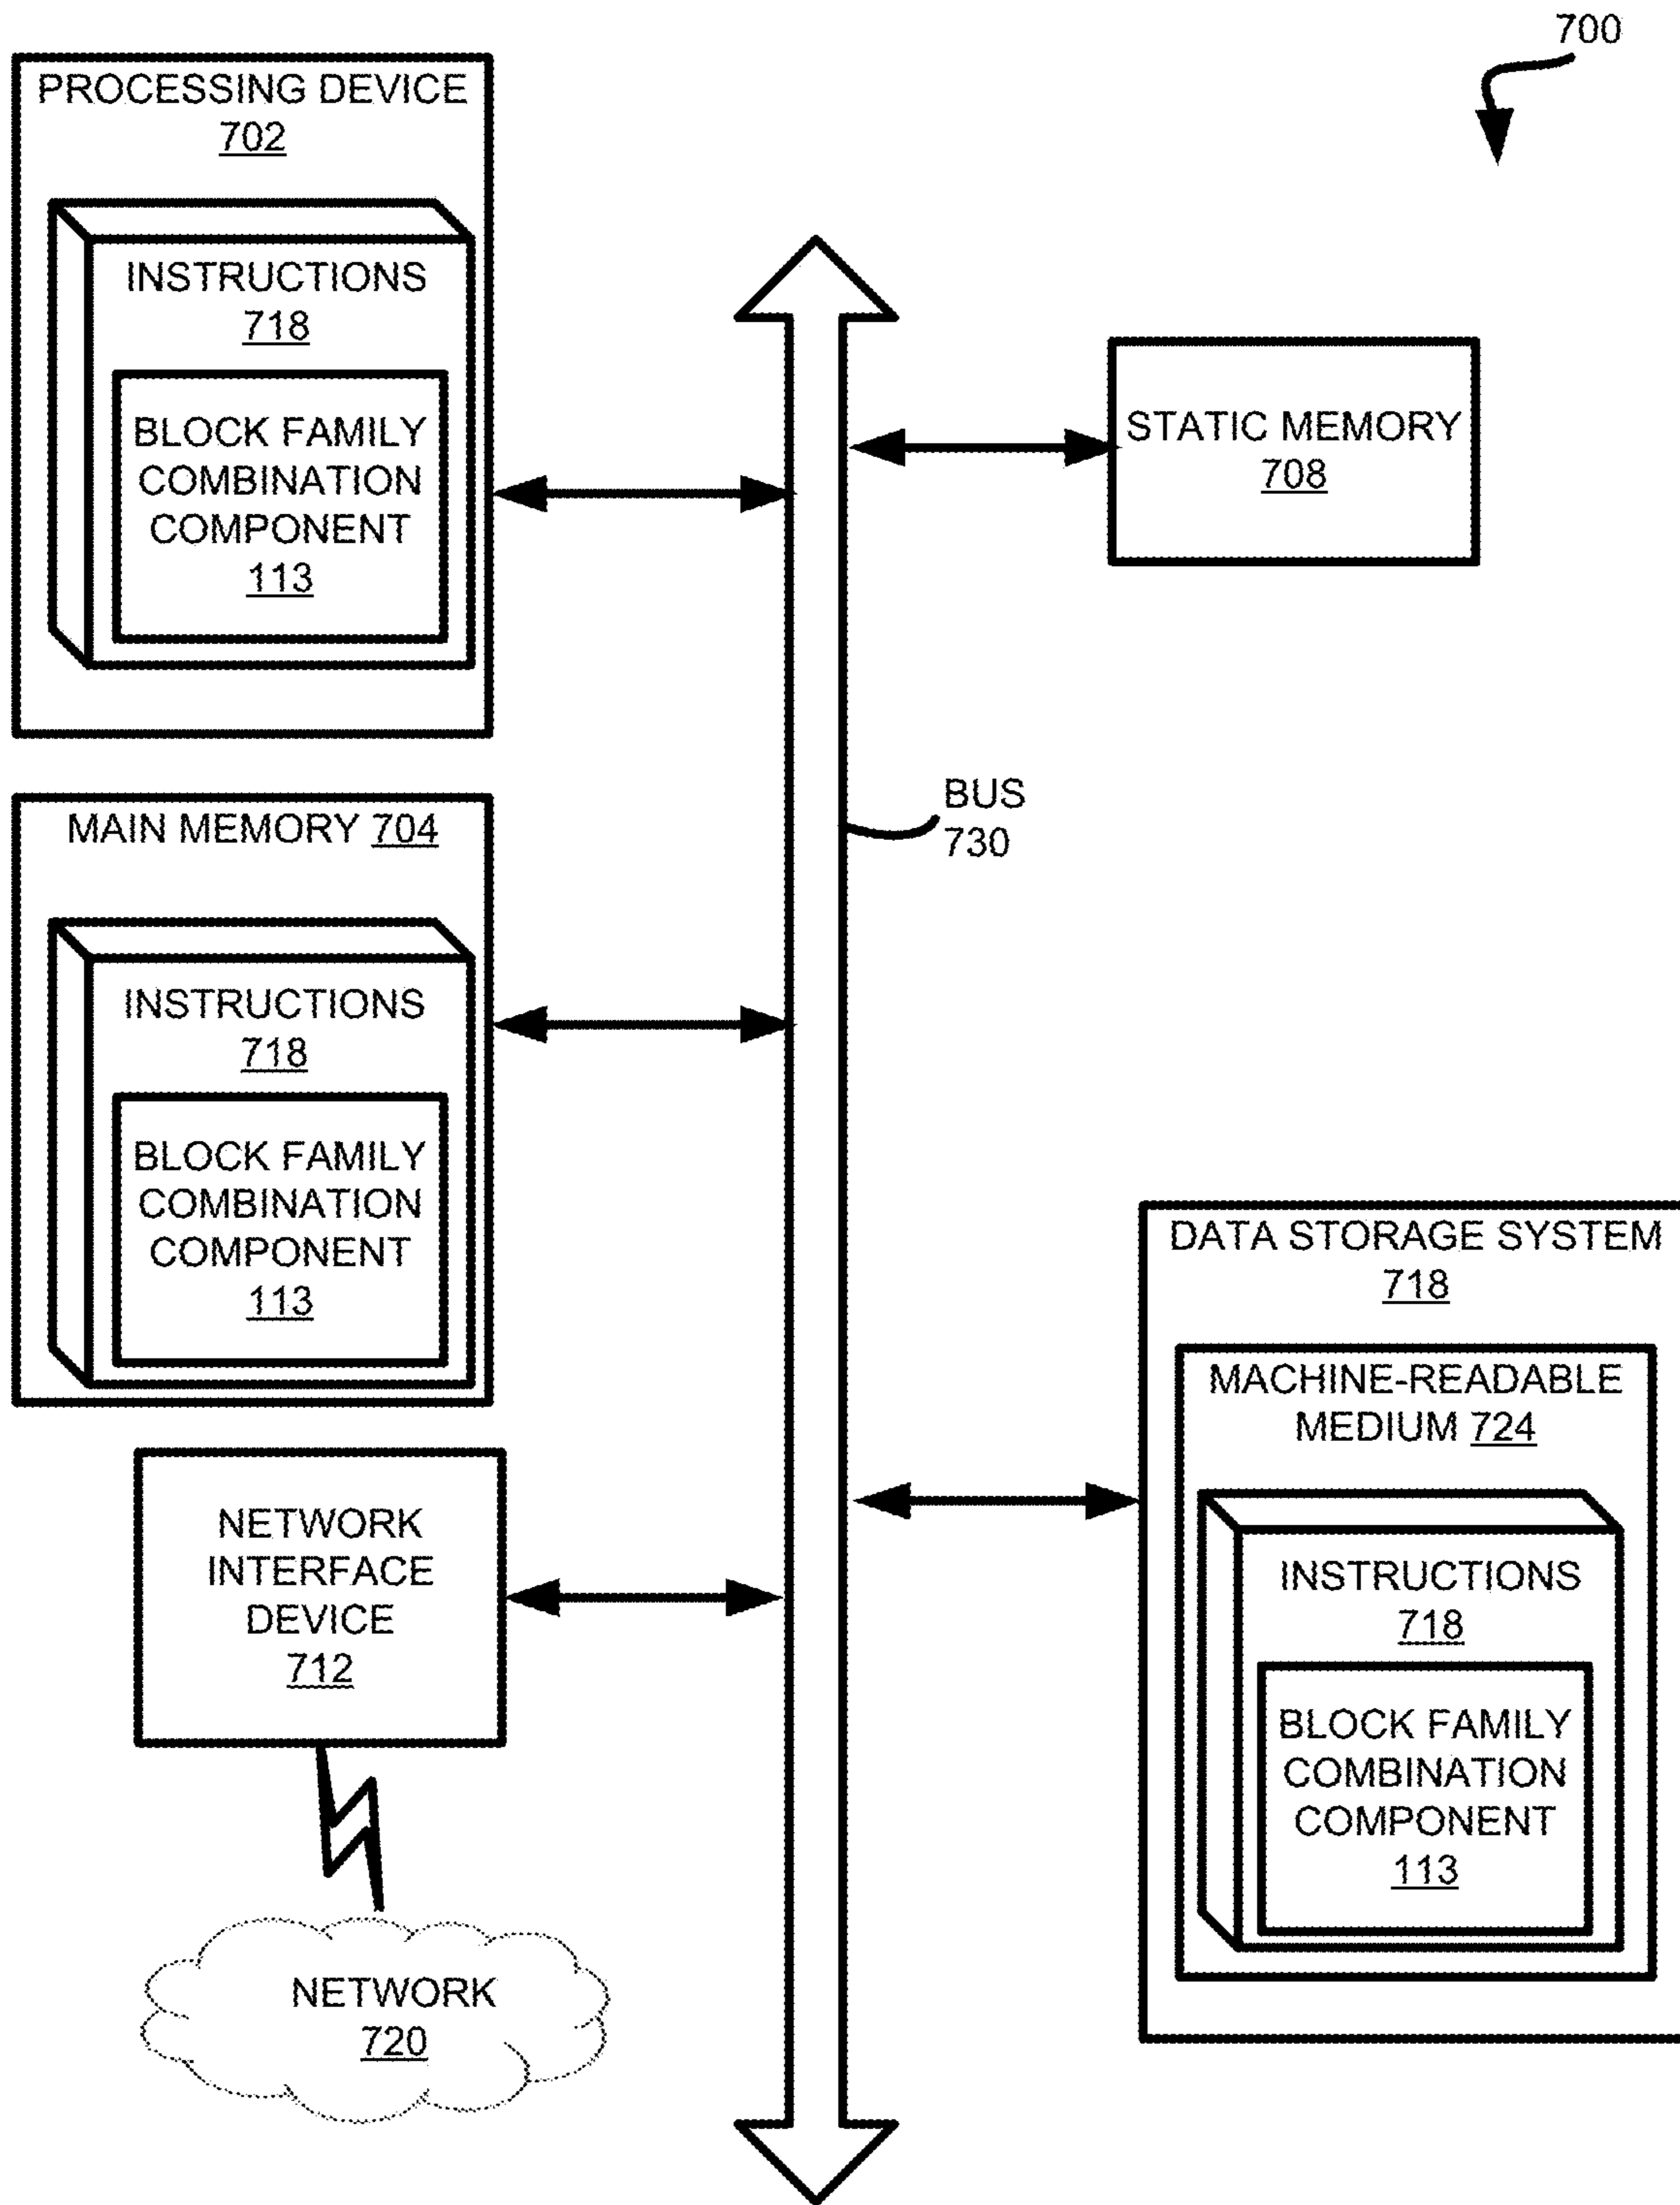 700
PROCESSING DEVICE
702
INSTRUCTIONS
718
BLOCK FAMILY
COMBINATION
COMPONENT
113
STATIC MEMORY
708
BUS
730
MAIN MEMORY 704
INSTRUCTIONS
718
BLOCK FAMILY
COMBINATION
COMPONENT
113
DATA STORAGE SYSTEM
718
MACHINE-READABLE
MEDIUM 724
INSTRUCTIONS
718
BLOCK FAMILY
COMBINATION
COMPONENT
113
NETWORK
INTERFACE
DEVICE
712
NETWORK
720